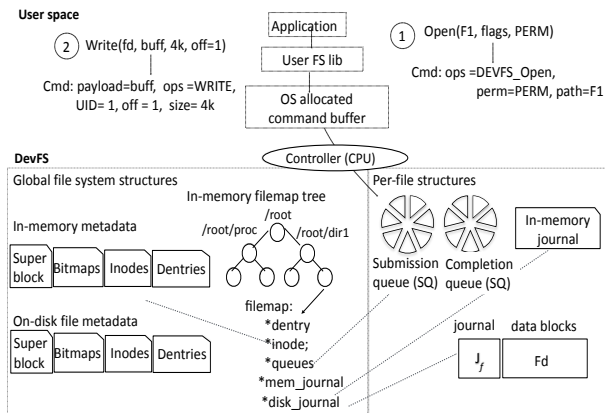 User space
2
Write(fd, buff, 4k, off=1)
Cmd: payload=buff, ops =WRITE,
UID= 1, off = 1, size= 4k
Application
User FS lib
OS allocated
command buffer
1
Open(F1, flags, PERM)
Cmd: ops =DEVFS_Open,
perm=PERM, path=F1
Controller (CPU)
DevFS
Global file system structures
In-memory filemap tree
/root
/root/proc
/root/dir1
In-memory metadata
Super
block
Bitmaps
Inodes
Dentries
On-disk file metadata
Super
block
Bitmaps
Inodes
Dentries
filemap:
*dentry
*inode;
*queues
*mem_journal
*disk_journal
Per-file structures
Submission
queue (SQ)
Completion
queue (SQ)
In-memory
journal
journal
data blocks
Jf
Fd